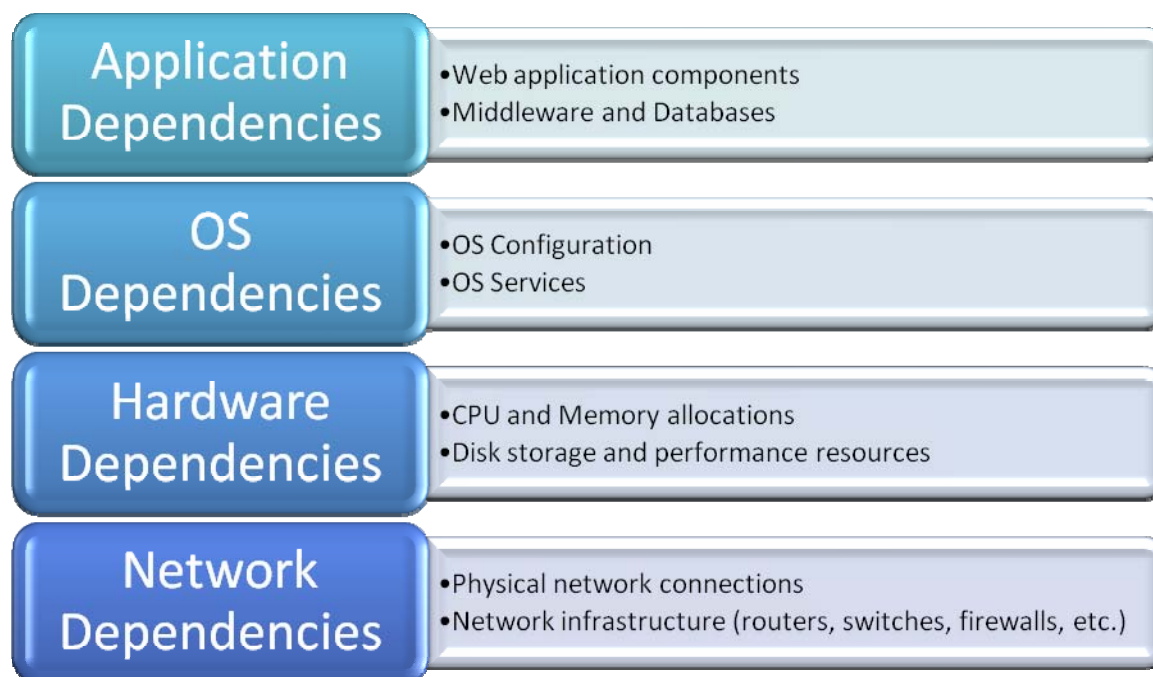 Application
Dependencies
•Web application components
•Middleware and Databases
OS
Dependencies
•OS Configuration
•OS Services
Hardware
Dependencies
•CPU and Memory allocations
•Disk storage and performance resources
Network
Dependencies
•Physical network connections
•Network infrastructure (routers, switches, firewalls, etc.)